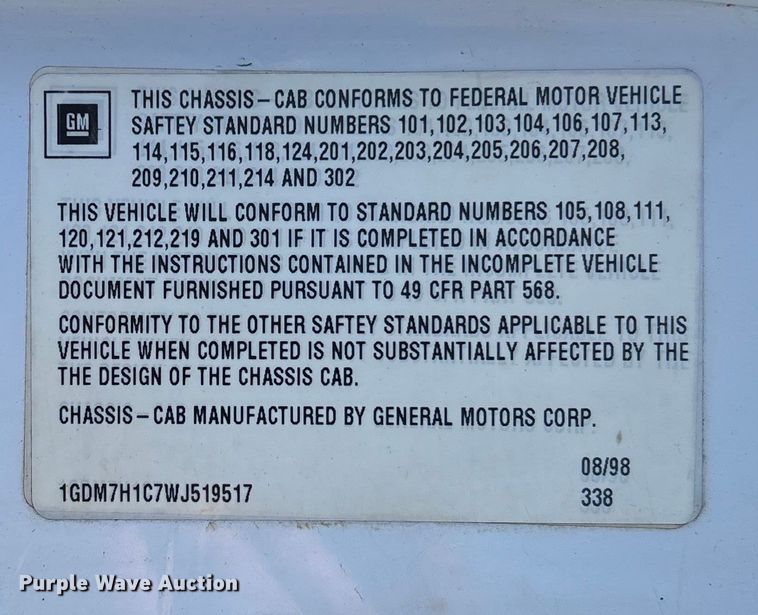 GM
THIS CHASSIS-CAB CONFORMS TO FEDERAL MOTOR VEHICLE
SAFTEY STANDARD NUMBERS 101,102,103,104,106,107,113,
114,115,116,118,124,201,202,203,204,205,206,207,208,
209,210,211,214 AND 302
THIS VEHICLE WILL CONFORM TO STANDARD NUMBERS 105,108,111,
120,121,212,219 AND 301 IF IT IS COMPLETED IN ACCORDANCE
WITH THE INSTRUCTIONS CONTAINED IN THE INCOMPLETE VEHICLE
DOCUMENT FURNISHED PURSUANT TO 49 CFR PART 568.
CONFORMITY TO THE OTHER SAFTEY STANDARDS APPLICABLE TO THIS
VEHICLE WHEN COMPLETED IS NOT SUBSTANTIALLY AFFECTED BY THE
THE DESIGN OF THE CHASSIS CAB.
CHASSIS-CAB MANUFACTURED BY GENERAL MOTORS CORP.
08/98
1GDM7H1C7WJ519517
338
Purple Wave Auction